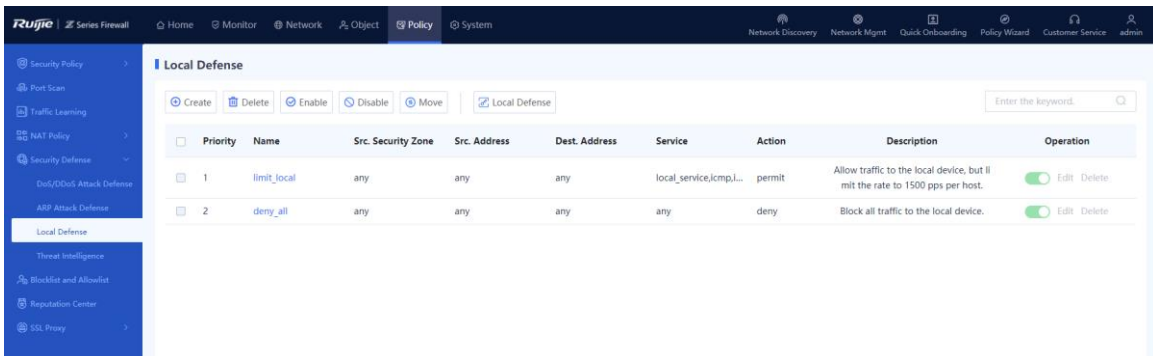 Ruijie | Z Series Firewall Home Monitor Network Object Policy System Network Discovery Network Mgmt Quick Onboarding Policy Wizard Customer Service admin
Security Policy
Port Scan
Traffic Learning
NAT Policy
Security Defense
DoS/DDoS Attack Defense
ARP Attack Defense
Local Defense
Threat Intelligence
Blocklist and Allowlist
Reputation Center
SSL Proxy
Local Defense
Create Delete Enable Disable Move Local Defense Enter the keyword.
Priority Name Src. Security Zone Src. Address Dest. Address Service Action Description Operation
1 limit_local any any any local_service,icmp,i... permit Allow traffic to the local device, but li
mit the rate to 1500 pps per host. Edit Delete
2 deny_all any any any any deny Block all traffic to the local device. Edit Delete